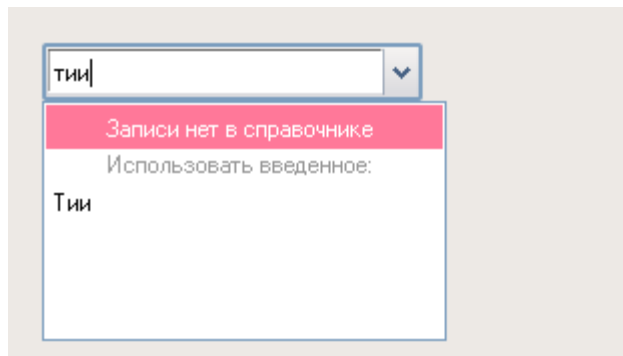 тии
Записи нет в справочнике
Использовать введенное:
Тии